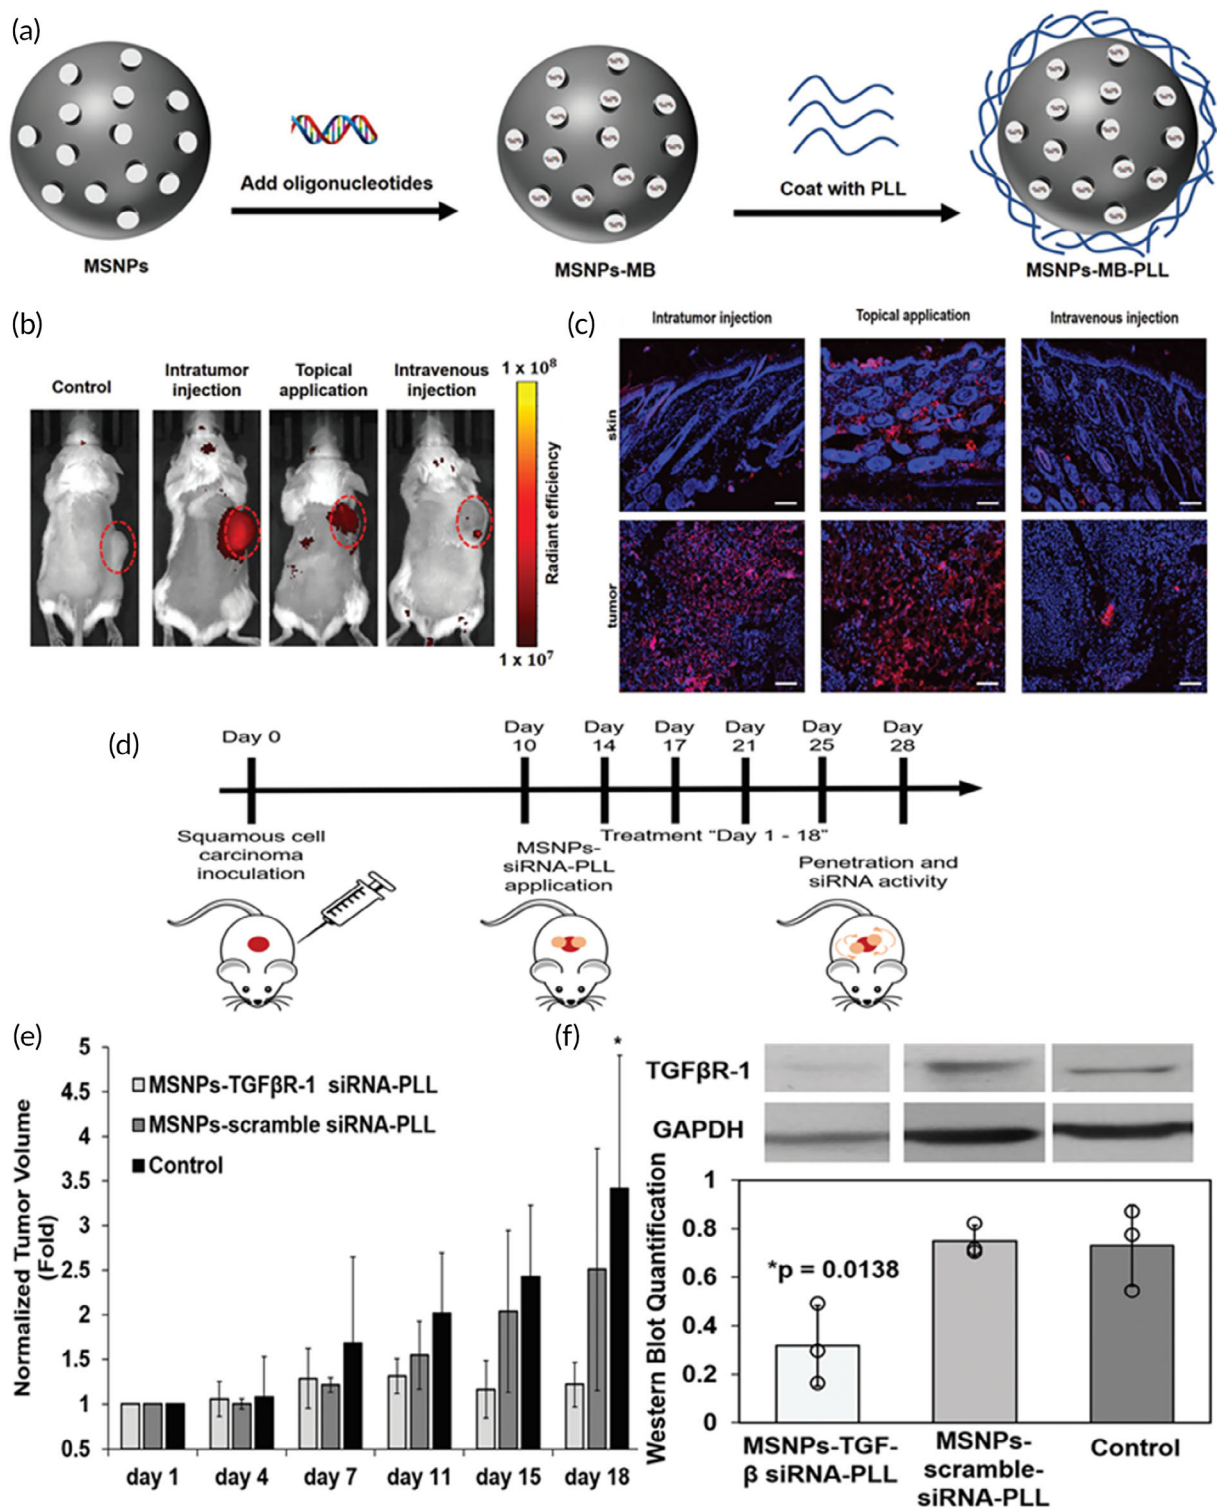 (a)
Add oligonucleotides
Coat with PLL
MSNPs
MSNPs-MB
MSNPs-MB-PLL
(b)
Control
Intratumor
injection
Topical
application
Intravenous
injection
1 x 10⁸
Radiant efficiency
1 x 10⁷
(c)
Intratumor injection
Topical application
Intravenous injection
skin
tumor
(d)
Day 0
Day
10
Day
14
Day
17
Day
21
Day
25
Day
28
Squamous cell
carcinoma
inoculation
MSNPs-
siRNA-PLL
application
Treatment "Day 1 - 18"
Penetration and
siRNA activity
(e)
Normalized Tumor Volume
(Fold)
5
4.5
4
3.5
3
2.5
2
1.5
1
0.5
MSNPs-TGFβR-1 siRNA-PLL
MSNPs-scramble siRNA-PLL
Control
*
day 1
day 4
day 7
day 11
day 15
day 18
(f)
TGFβR-1
GAPDH
Western Blot Quantification
1
0.8
0.6
0.4
0.2
0
*p = 0.0138
MSNPs-TGF-
β siRNA-PLL
MSNPs-
scramble-
siRNA-PLL
Control